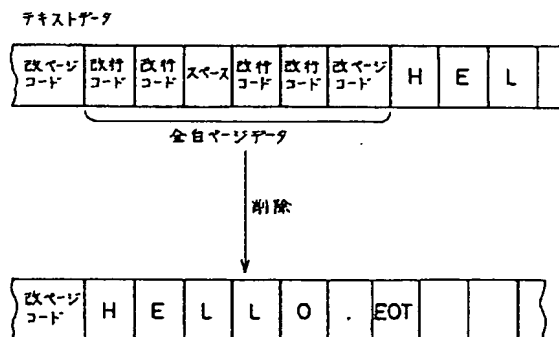 テキストデータ
改ページコード 改行コード 改行コード スペース 改行コード 改行コード 改ページコード H E L
全白ページデータ
削除
改ページコード H E L L O . EOT